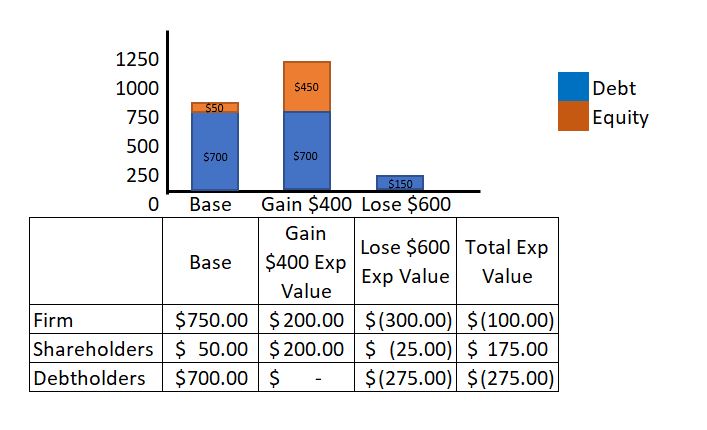 1250
1000
750
500
250
0
$50
$700
$450
$700
$150
Debt
Equity
Base Gain $400 Lose $600
Base Gain $400 Exp Value Lose $600 Exp Value Total Exp Value
Firm $750.00 $200.00 $(300.00) $(100.00)
Shareholders $ 50.00 $200.00 $ (25.00) $ 175.00
Debtholders $700.00 $ - $(275.00) $(275.00)